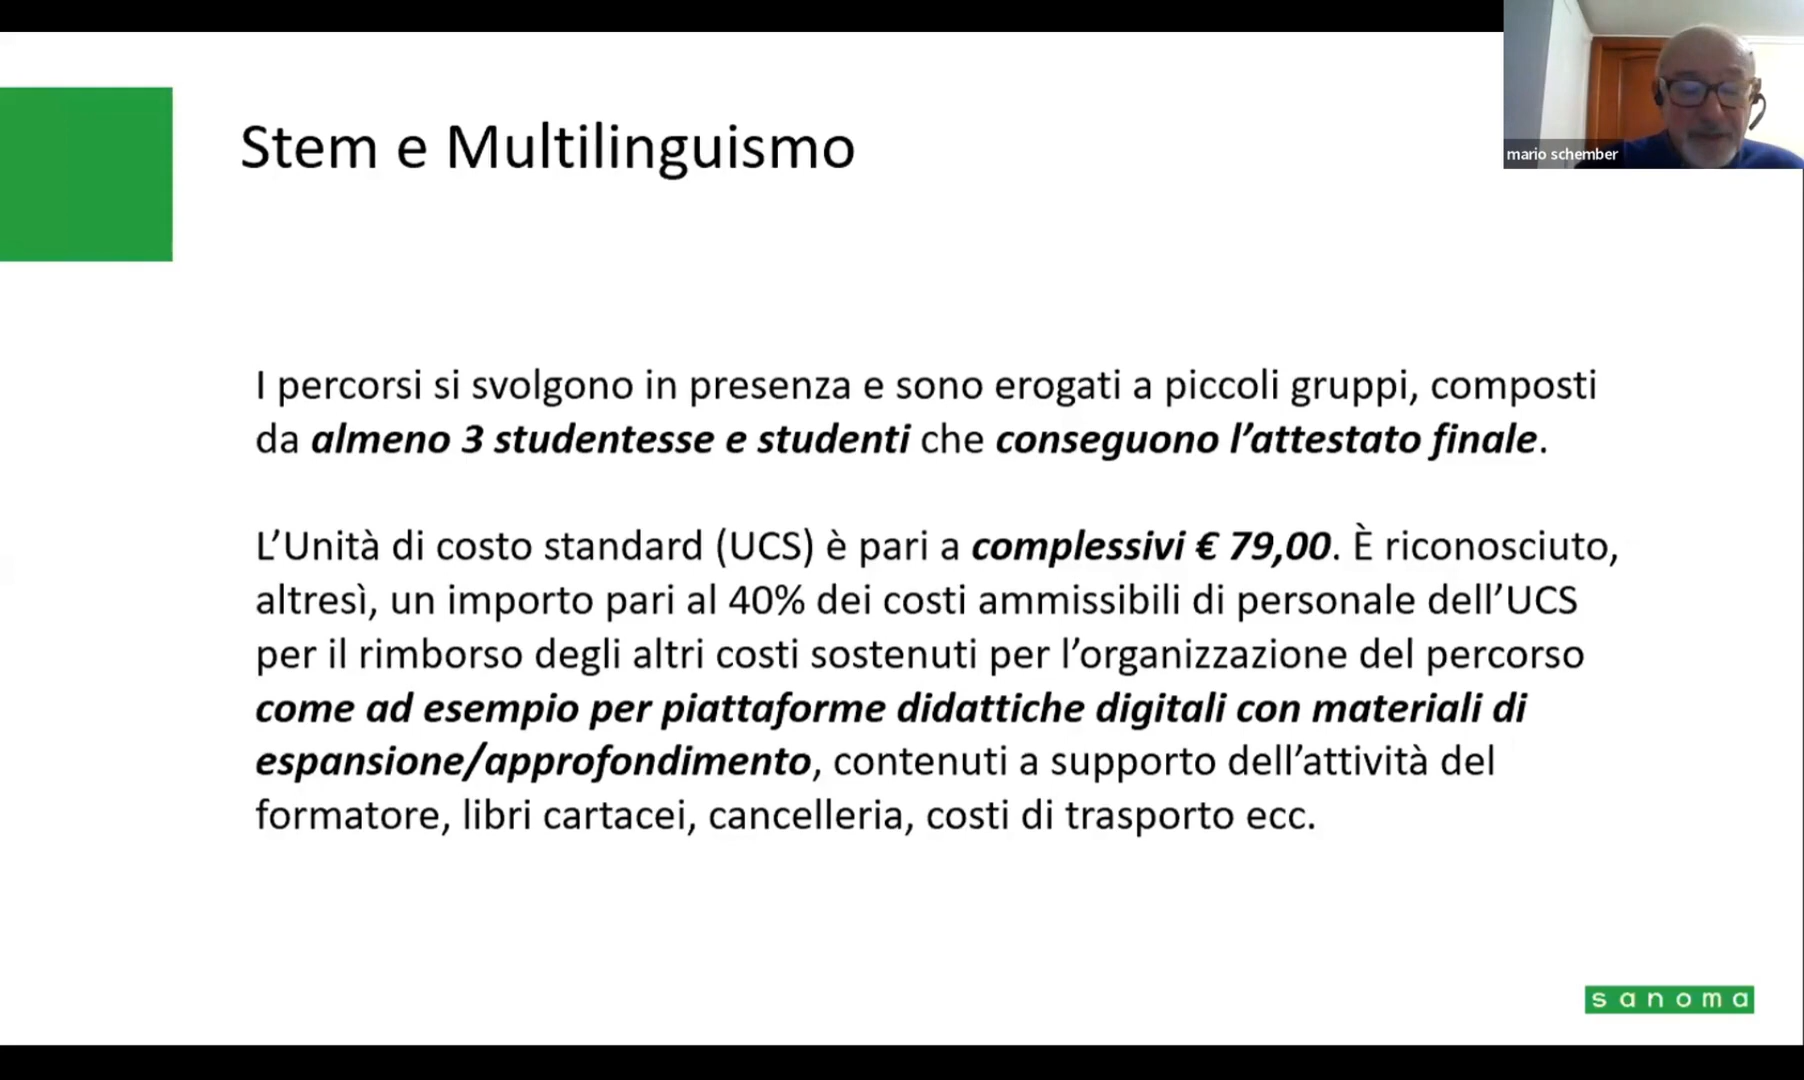 Stem e Multilinguismo
mario schember
I percorsi si svolgono in presenza e sono erogati a piccoli gruppi, composti
da almeno 3 studentesse e studenti che conseguono l’attestato finale.
L’Unità di costo standard (UCS) è pari a complessivi € 79,00. È riconosciuto,
altresì, un importo pari al 40% dei costi ammissibili di personale dell’UCS
per il rimborso degli altri costi sostenuti per l’organizzazione del percorso
come ad esempio per piattaforme didattiche digitali con materiali di
espansione/approfondimento, contenuti a supporto dell’attività del
formatore, libri cartacei, cancelleria, costi di trasporto ecc.
sanoma